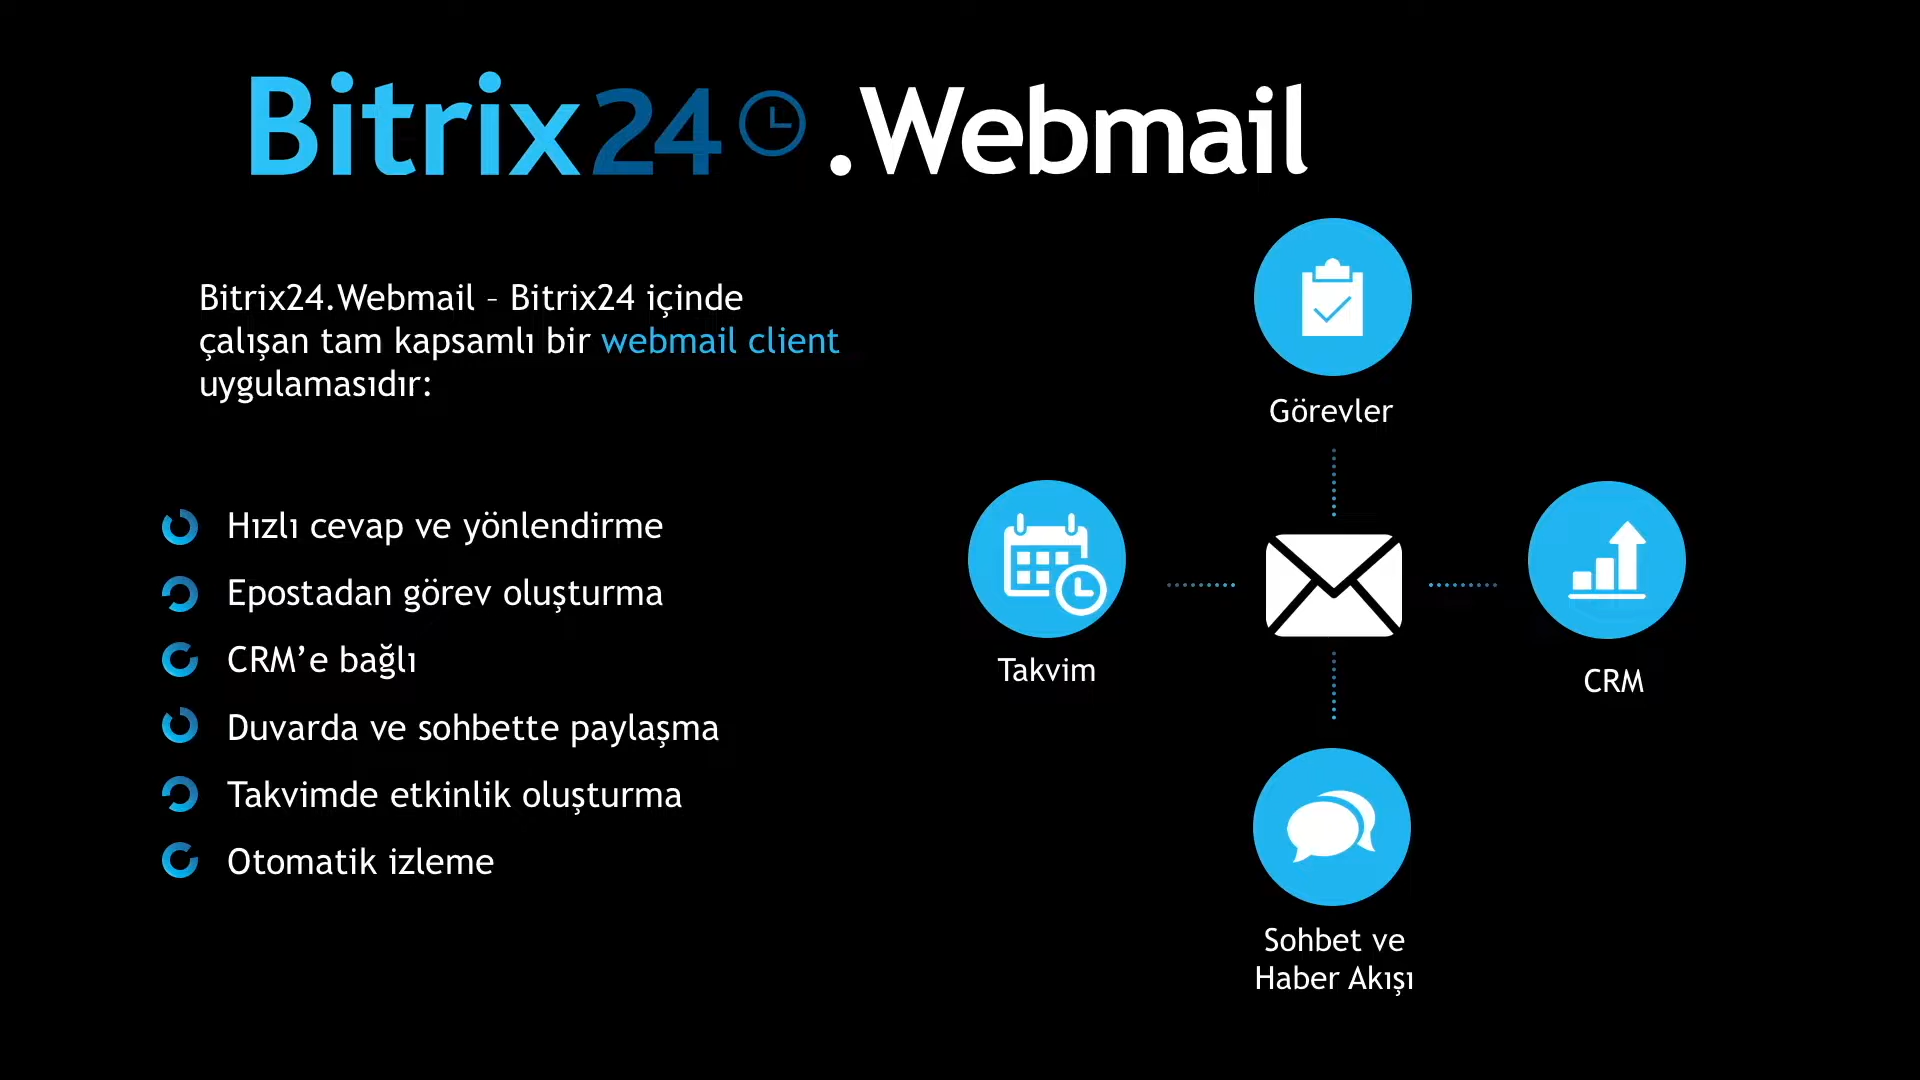 Bitrix24 .Webmail
Bitrix24.Webmail – Bitrix24 içinde
çalışan tam kapsamlı bir webmail client
uygulamasıdır:
Hızlı cevap ve yönlendirme
Epostadan görev oluşturma
CRM’e bağlı
Duvarda ve sohbette paylaşma
Takvimde etkinlik oluşturma
Otomatik izleme
Görevler
Takvim
CRM
Sohbet ve
Haber Akışı